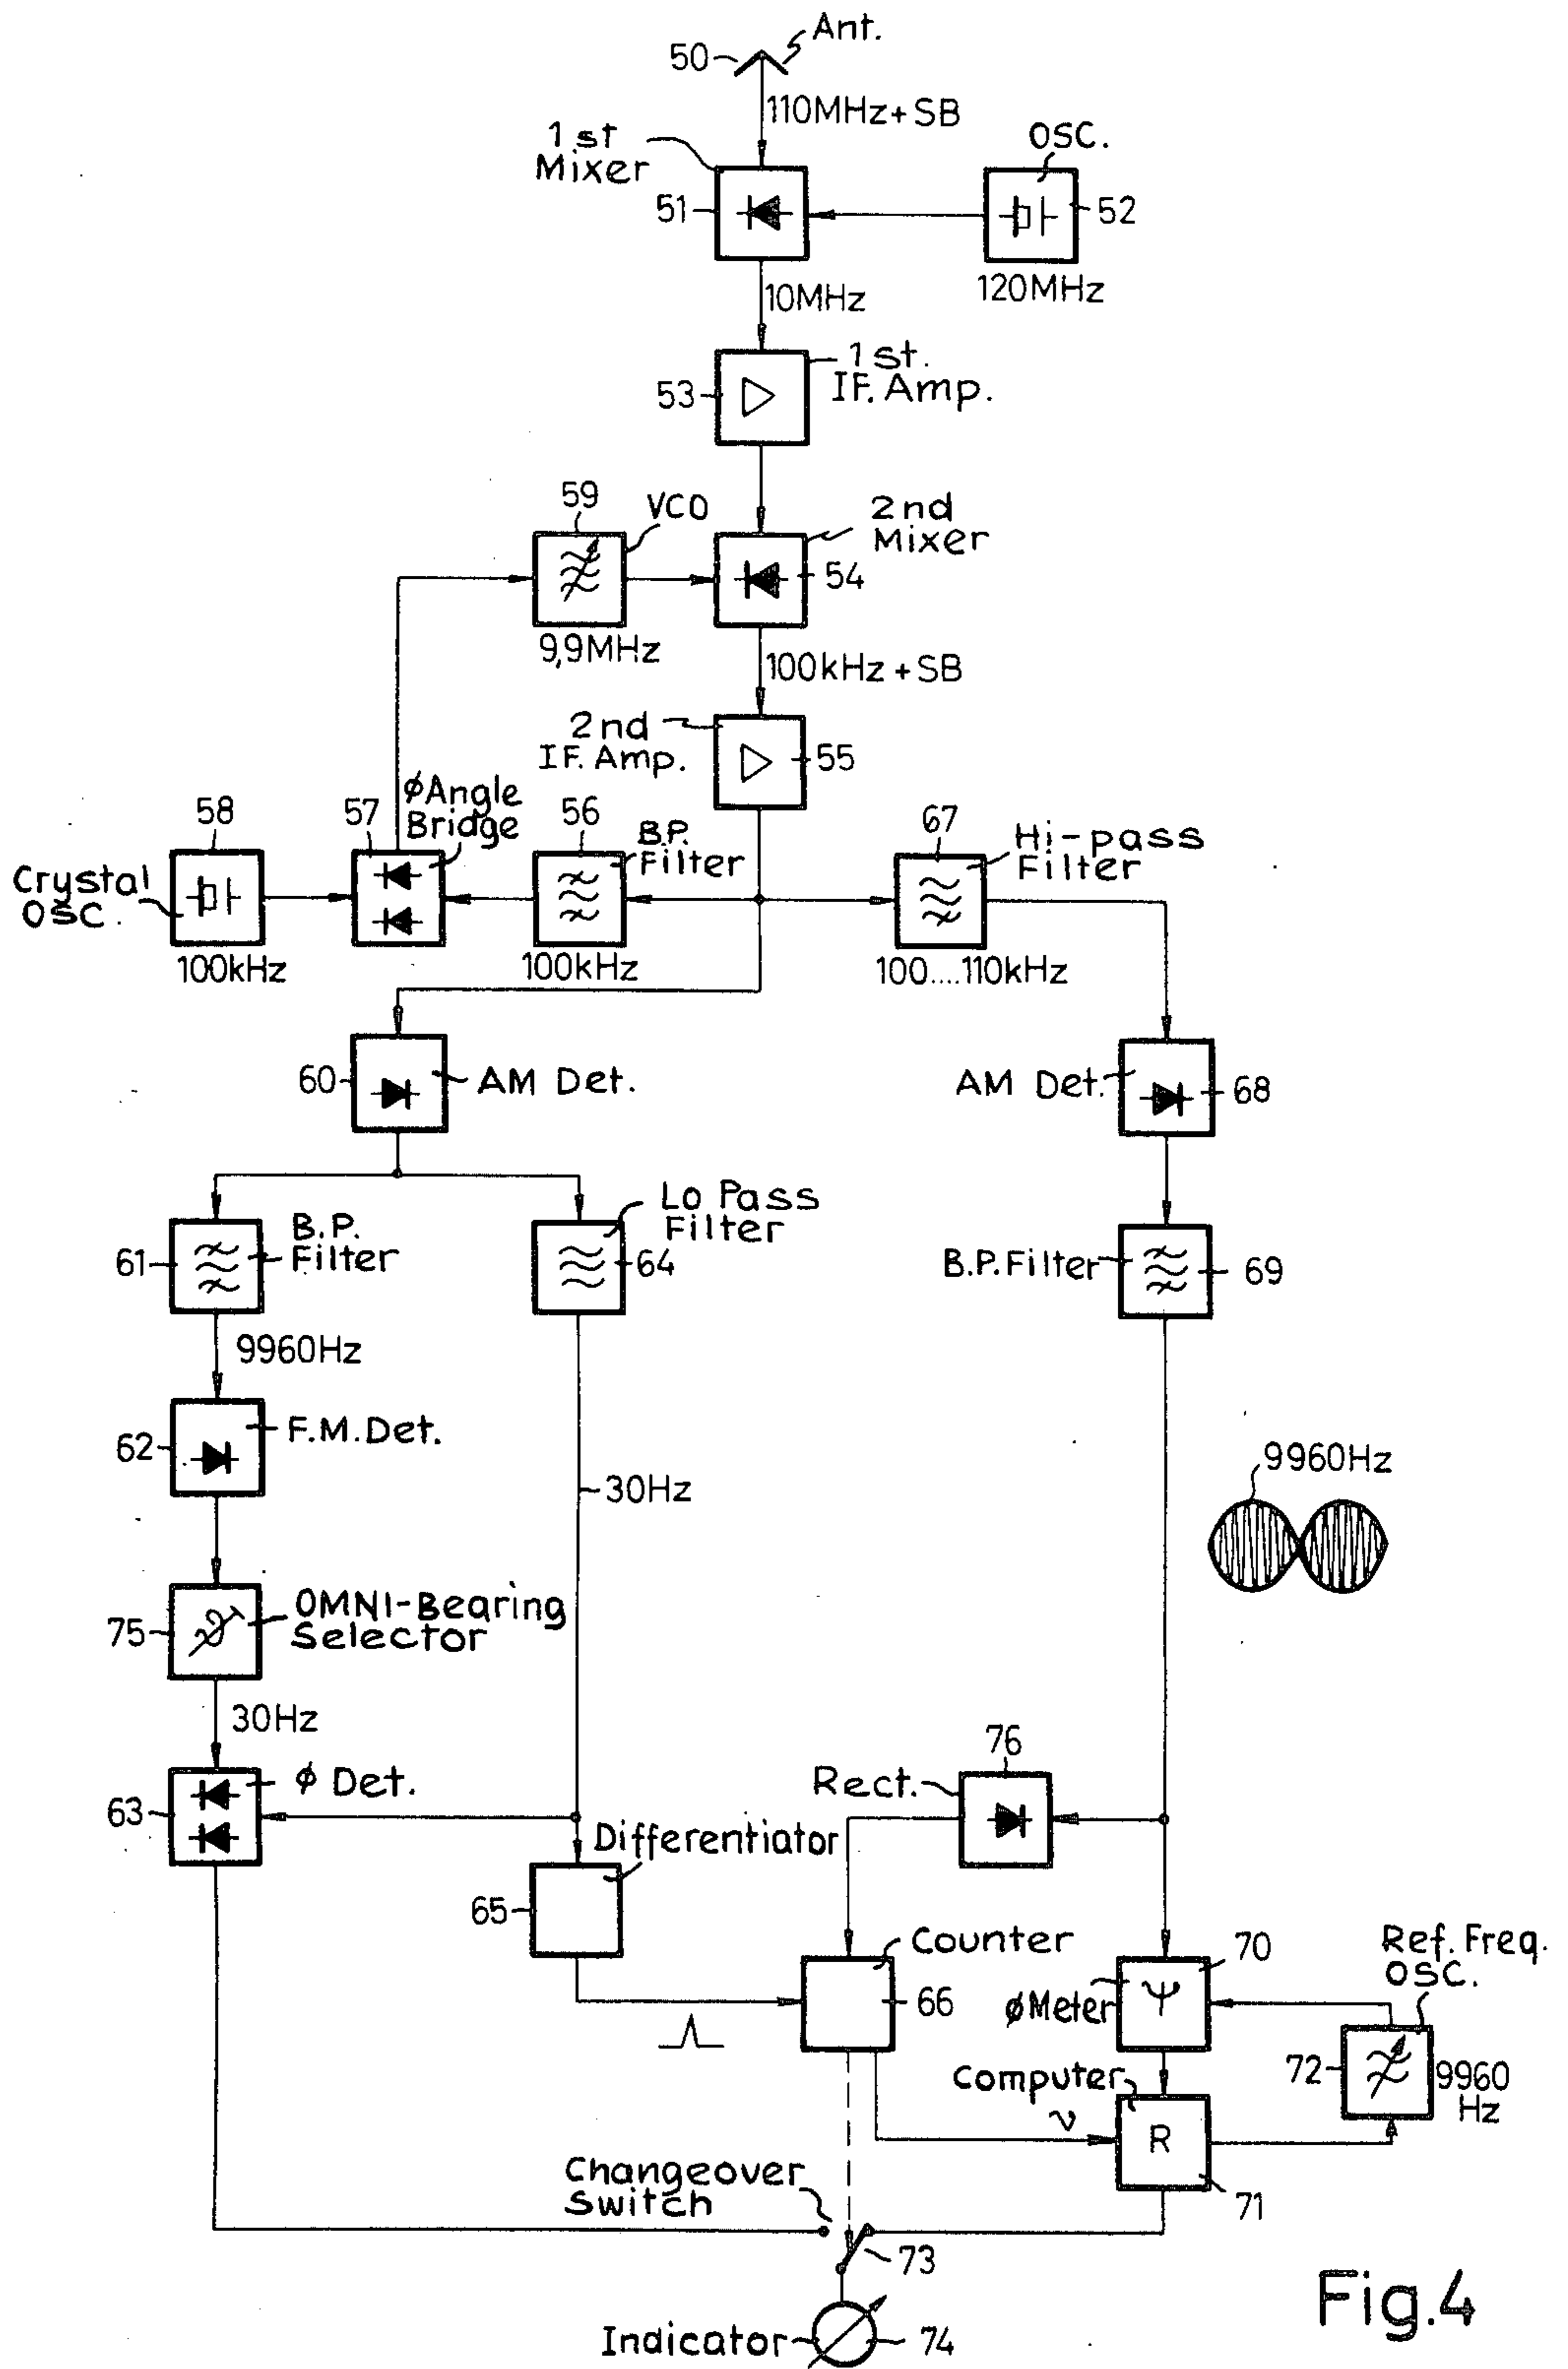 Ant.
50
110MHz+SB
1st
Mixer
OSC.
51
52
120MHz
10MHz
1st.
IF. Amp.
53
59
VCO
2nd
Mixer
54
9,9MHz
100kHz+SB
2nd
IF. Amp.
55
58
57
φAngle
Bridge
56
B.P.
Filter
67
Hi-pass
Filter
Crystal
OSC.
100kHz
100kHz
100....110kHz
60
AM Det.
AM Det.
68
61
B.P.
Filter
Lo Pass
Filter
64
B.P. Filter
69
9960Hz
62
F.M. Det.
30Hz
9960Hz
75
OMNI-Bearing
Selector
30Hz
63
φ Det.
76
Rect.
Differentiator
65
Counter
66
70
φMeter
Ψ
Ref. Freq.
OSC.
72
9960
Hz
Computer
ν
R
71
Changeover
Switch
73
Indicator
74
Fig.4